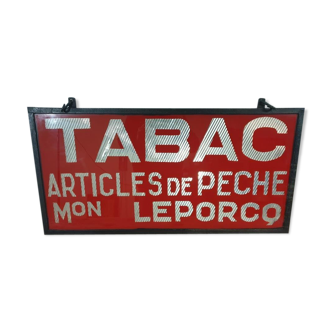 TABAC
ARTICLES DE PECHE
MON LEPORCQ